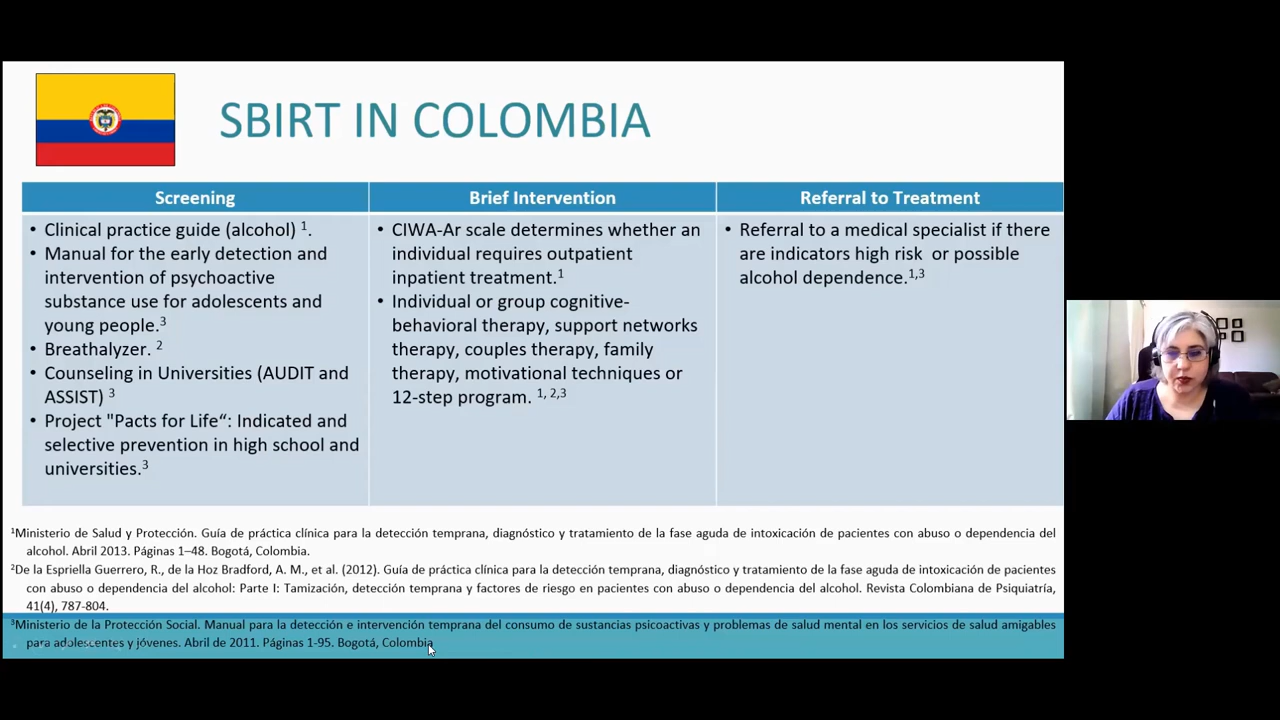 SBIRT IN COLOMBIA
Screening
Brief Intervention
Referral to Treatment
• Clinical practice guide (alcohol) ¹.
• Manual for the early detection and
intervention of psychoactive
substance use for adolescents and
young people.³
• Breathalyzer. ²
• Counseling in Universities (AUDIT and
ASSIST) ³
• Project "Pacts for Life“: Indicated and
selective prevention in high school and
universities.³
• CIWA-Ar scale determines whether an
individual requires outpatient
inpatient treatment.¹
• Individual or group cognitive-
behavioral therapy, support networks
therapy, couples therapy, family
therapy, motivational techniques or
12-step program. ¹, ²,³
• Referral to a medical specialist if there
are indicators high risk or possible
alcohol dependence.¹,³
¹Ministerio de Salud y Protección. Guía de práctica clínica para la detección temprana, diagnóstico y tratamiento de la fase aguda de intoxicación de pacientes con abuso o dependencia del
alcohol. Abril 2013. Páginas 1–48. Bogotá, Colombia.
²De la Espriella Guerrero, R., de la Hoz Bradford, A. M., et al. (2012). Guía de práctica clínica para la detección temprana, diagnóstico y tratamiento de la fase aguda de intoxicación de pacientes
con abuso o dependencia del alcohol: Parte I: Tamización, detección temprana y factores de riesgo en pacientes con abuso o dependencia del alcohol. Revista Colombiana de Psiquiatría,
41(4), 787-804.
³Ministerio de la Protección Social. Manual para la detección e intervención temprana del consumo de sustancias psicoactivas y problemas de salud mental en los servicios de salud amigables
para adolescentes y jóvenes. Abril de 2011. Páginas 1-95. Bogotá, Colombia